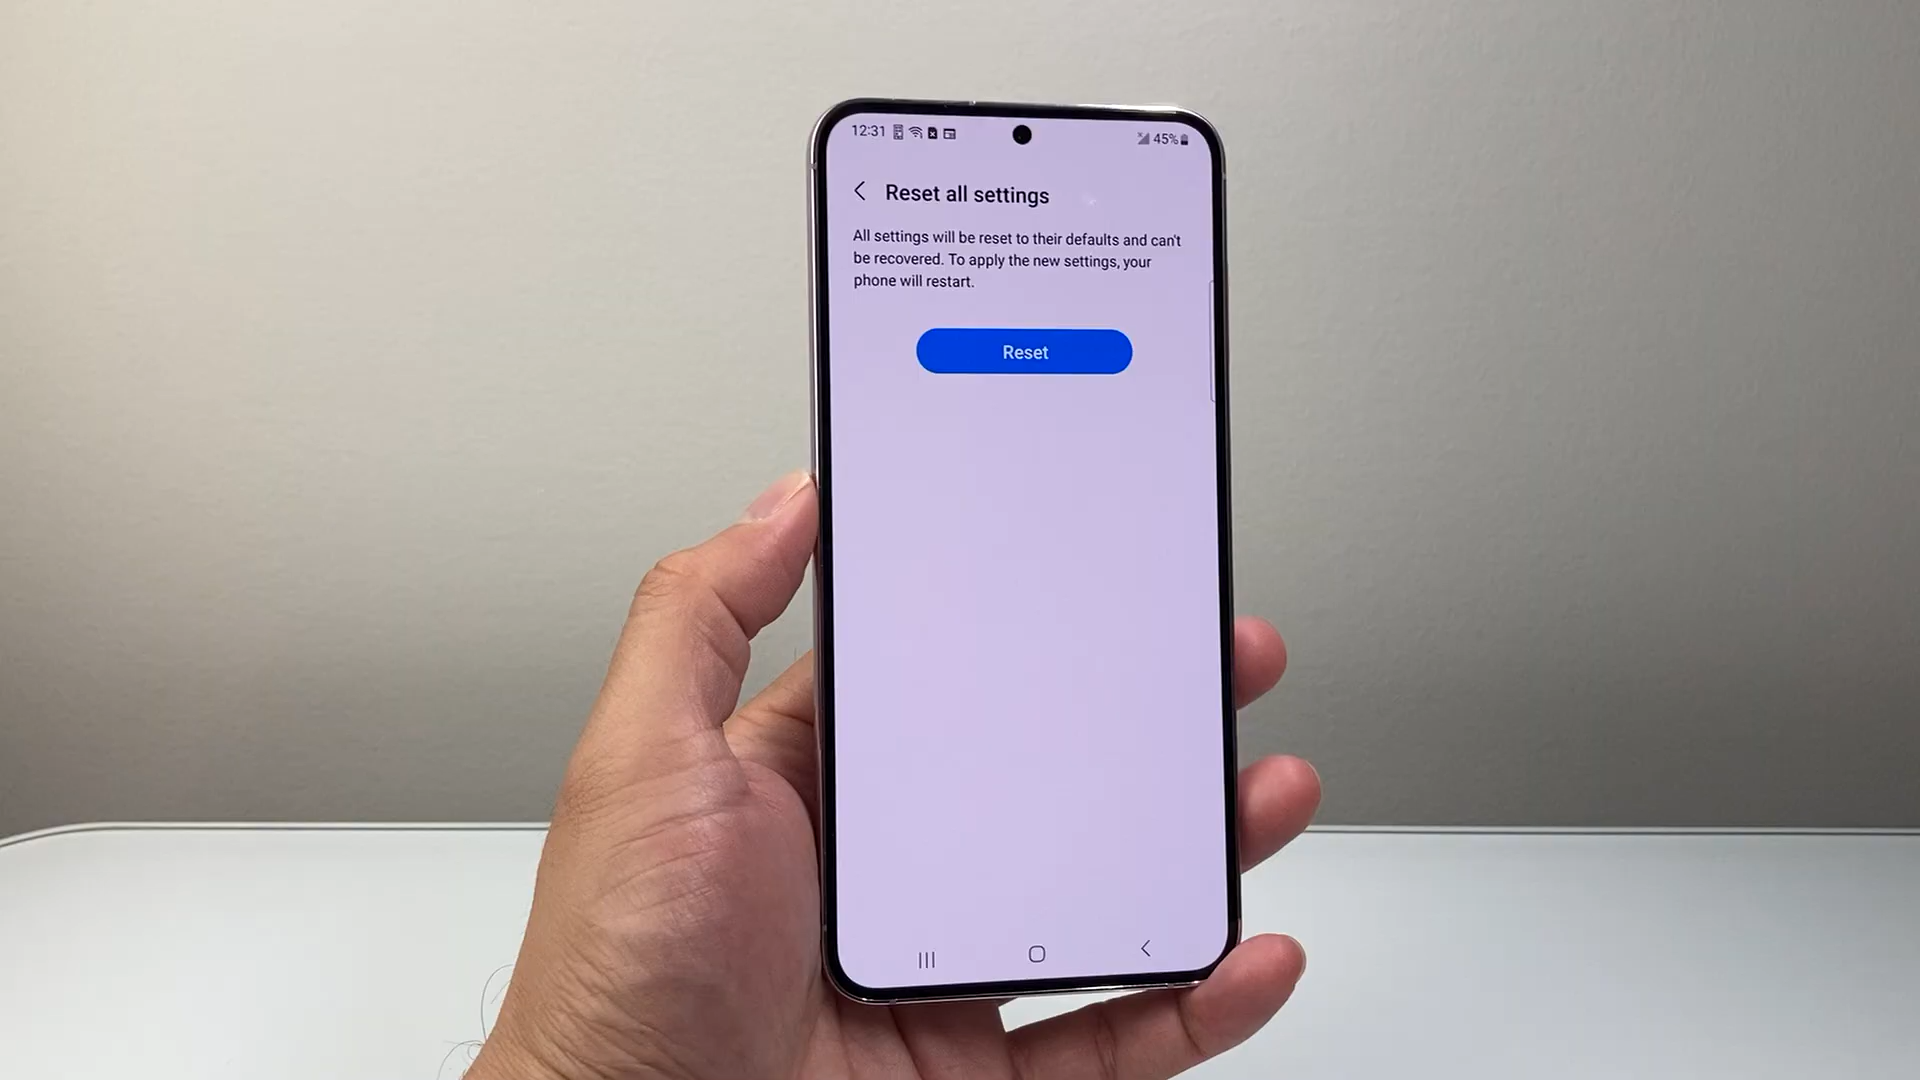 12:31
45%
Reset all settings
All settings will be reset to their defaults and can't
be recovered. To apply the new settings, your
phone will restart.
Reset